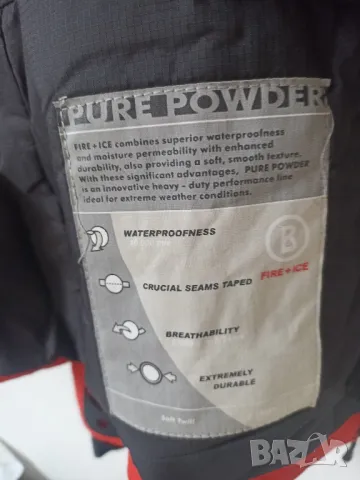 PURE POWDER
FIRE + ICE combines superior waterproofness
and moisture permeability with enhanced
durability, also providing a soft, smooth texture.
With these significant advantages, PURE POWDER
is an innovative heavy - duty performance line
ideal for extreme weather conditions.
B
WATERPROOFNESS
FIRE + ICE
CRUCIAL SEAMS TAPED
BREATHABILITY
EXTREMELY
DURABLE
BAZAR.bg